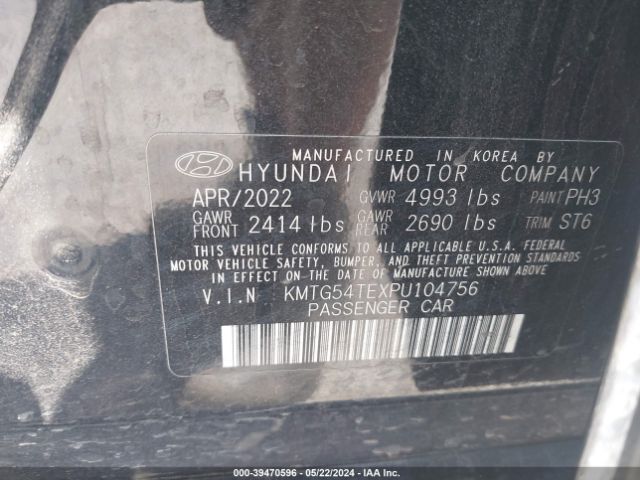 MANUFACTURED IN KOREA BY
HYUNDAI MOTOR COMPANY
APR/2022 GVWR 4993 lbs PAINT PH3
GAWR FRONT 2414 lbs GAWR REAR 2690 lbs TRIM ST6
THIS VEHICLE CONFORMS TO ALL APPLICABLE U.S.A. FEDERAL
MOTOR VEHICLE SAFETY, BUMPER, AND THEFT PREVENTION STANDARDS
IN EFFECT ON THE DATE OF MANUFACTURE SHOWN ABOVE.
V.I.N KMTG54TEXPU104756
PASSENGER CAR
000-39470596 - 05/22/2024 - IAA Inc.